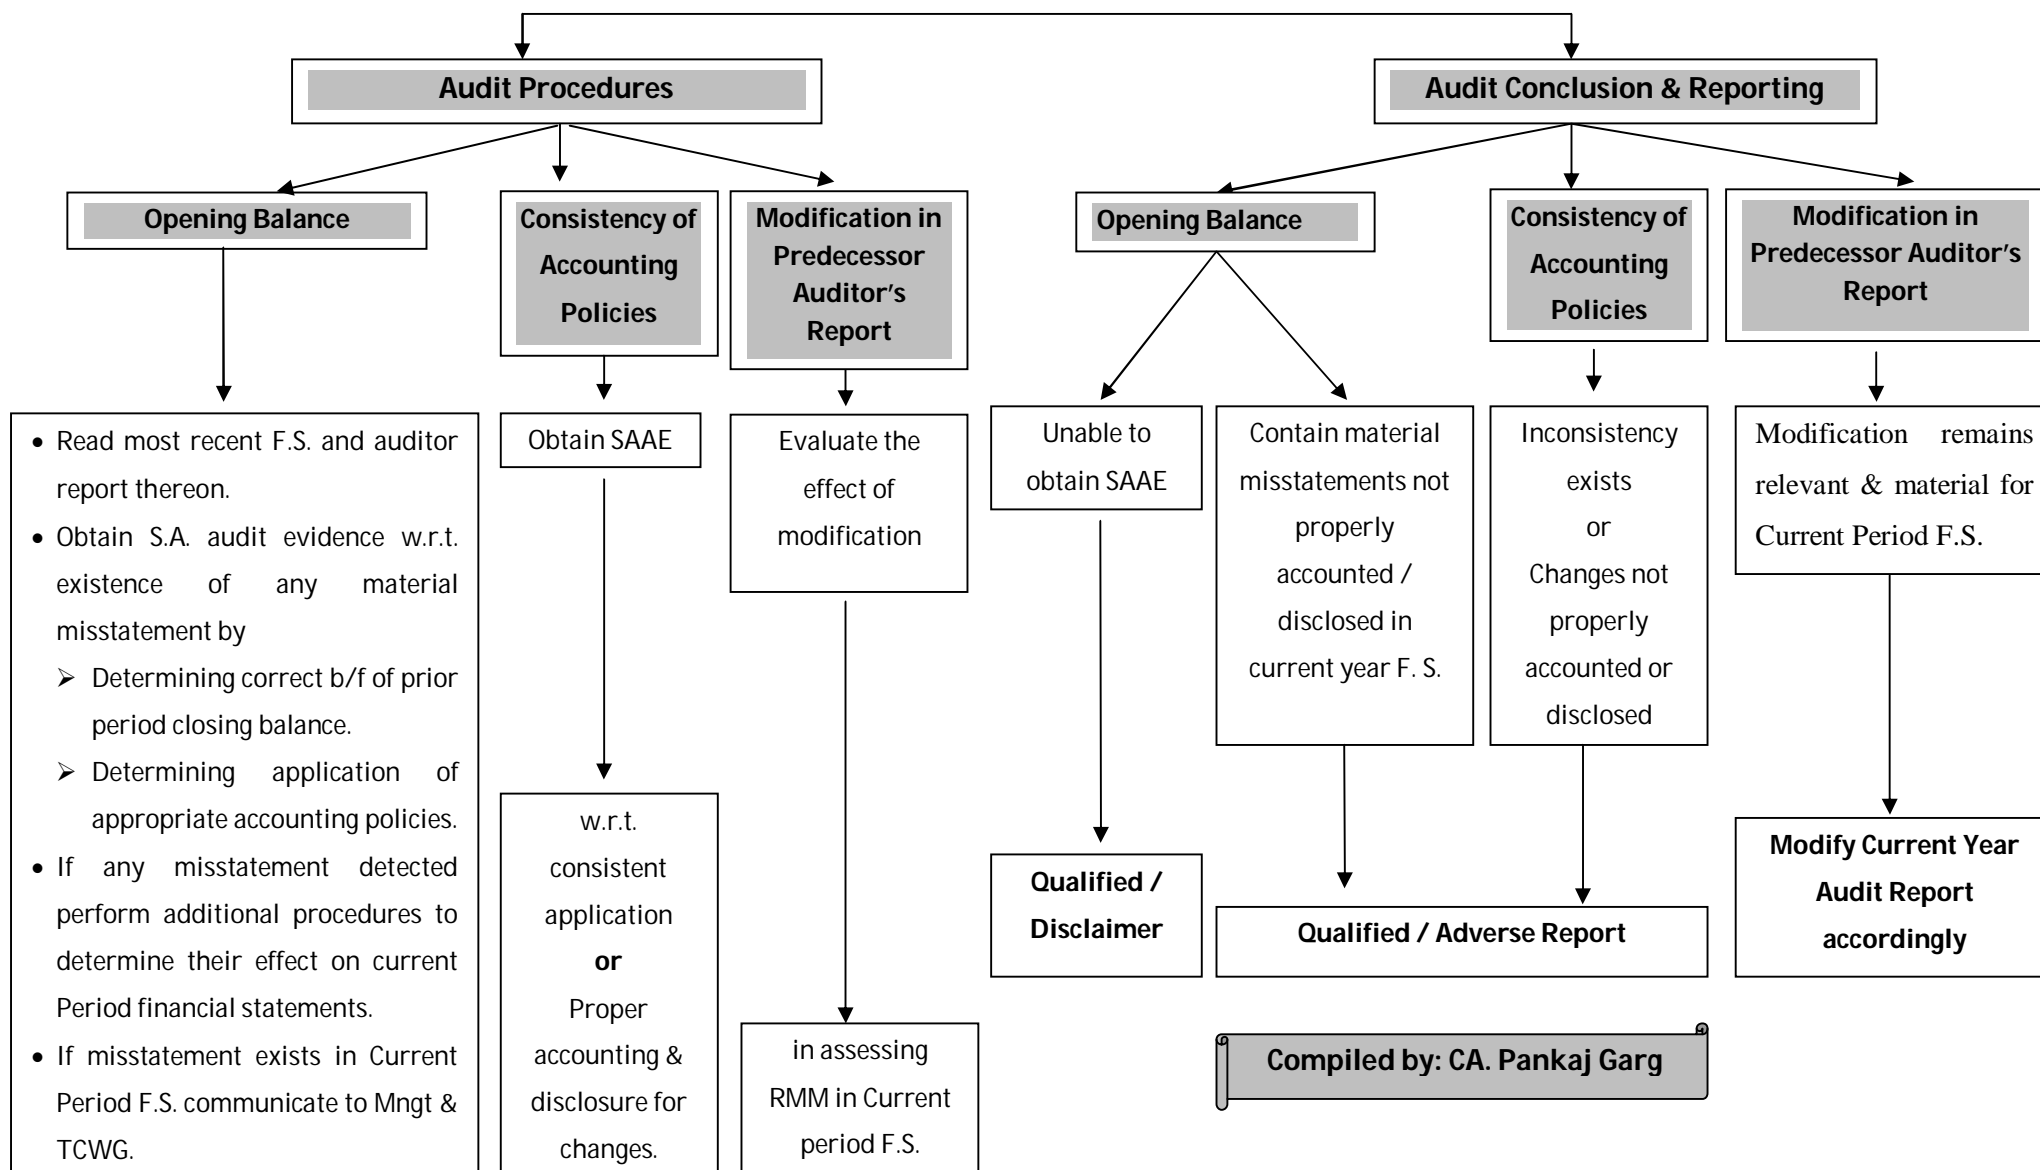 Audit Procedures
Opening Balance
• Read most recent F.S. and auditor
report thereon.
• Obtain S.A. audit evidence w.r.t.
existence of any material
misstatement by
➢ Determining correct b/f of prior
period closing balance.
➢ Determining application of
appropriate accounting policies.
• If any misstatement detected
perform additional procedures to
determine their effect on current
Period financial statements.
• If misstatement exists in Current
Period F.S. communicate to Mngt &
TCWG.
Consistency of
Accounting
Policies
Obtain SAAE
w.r.t.
consistent
application
or
Proper
accounting &
disclosure for
changes.
Modification in
Predecessor
Auditor's
Report
Evaluate the
effect of
modification
in assessing
RMM in Current
period F.S.
Audit Conclusion & Reporting
Opening Balance
Unable to
obtain SAAE
Qualified /
Disclaimer
Contain material
misstatements not
properly
accounted /
disclosed in
current year F. S.
Consistency of
Accounting
Policies
Inconsistency
exists
or
Changes not
properly
accounted or
disclosed
Qualified / Adverse Report
Modification in
Predecessor Auditor's
Report
Modification remains
relevant & material for
Current Period F.S.
Modify Current Year
Audit Report
accordingly
Compiled by: CA. Pankaj Garg